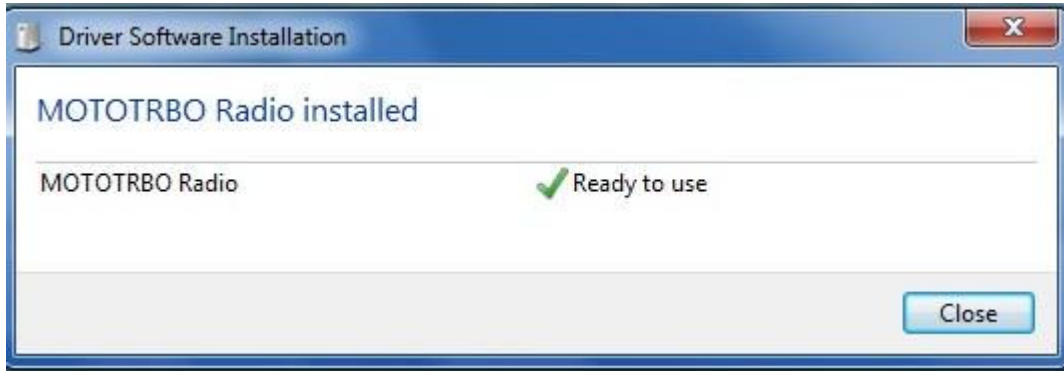 Driver Software Installation
MOTOTRBO Radio installed
MOTOTRBO Radio Ready to use
Close